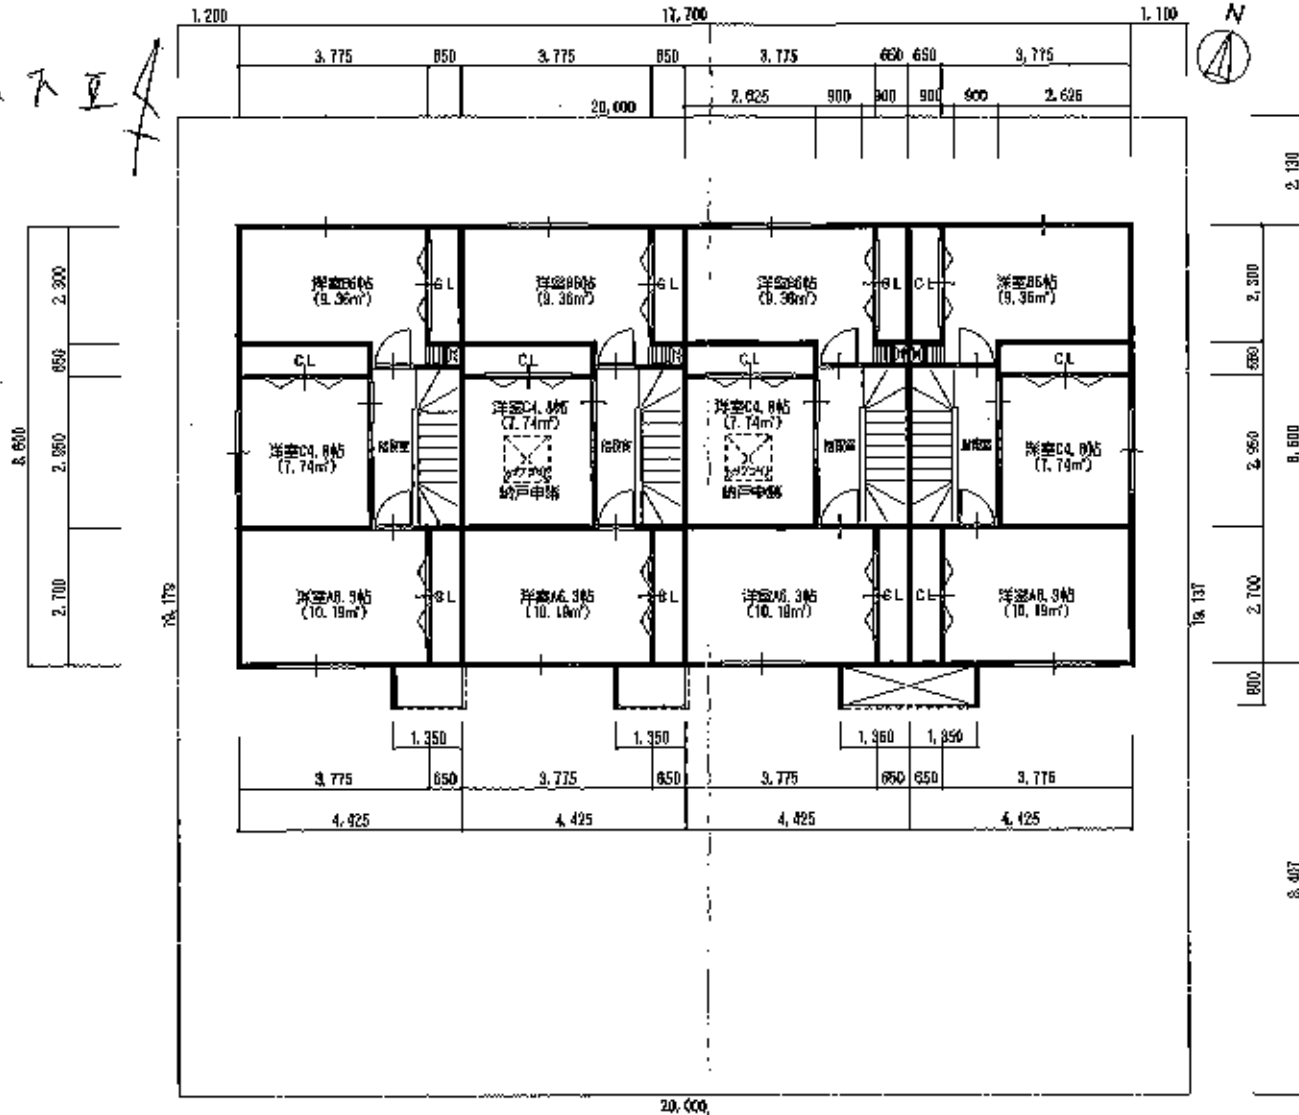 1,200 17,700 1,100
N
3,775 650 3,775 650 3,775 650 650 3,775
2,625 900 900 900 900 2,625
20,000
2,130
洋室B6帖 洋室B6帖 洋室B6帖 洋室B6帖
(9.36㎡) (9.36㎡) (9.36㎡) (9.36㎡)
CL CL CL CL
2,300 2,300
CL CL CL CL
650 650
洋室C4.8帖 洋室C4.8帖
(7.74㎡) (7.74㎡)
洋室C4.8帖 洋室C4.8帖
(7.74㎡) (7.74㎡)
納戸申請 納戸申請
8,600 2,950 2,950 8,600
洋室A6.3帖 洋室A6.3帖 洋室A6.3帖 洋室A6.3帖
(10.19㎡) (10.19㎡) (10.19㎡) (10.19㎡)
CL CL CL CL
2,700 2,700
19,137
800
1,350 1,350 1,350 1,350
3,775 650 3,775 650 3,775 650 650 3,775
4,425 4,425 4,425 4,425
20,000